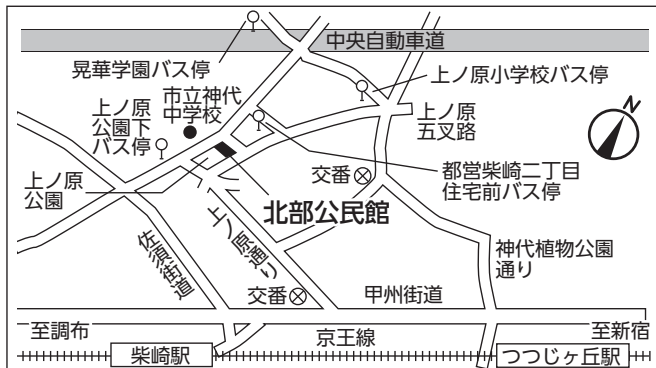 中央自動車道
晃華学園バス停
上ノ原小学校バス停
市立神代
中学校
上ノ原
公園下
バス停
上ノ原
五叉路
N
都営柴崎二丁目
住宅前バス停
交番
上ノ原
公園
北部公民館
上ノ原通り
佐須街道
神代植物公園
通り
交番
甲州街道
至調布
京王線
至新宿
柴崎駅
つつじヶ丘駅